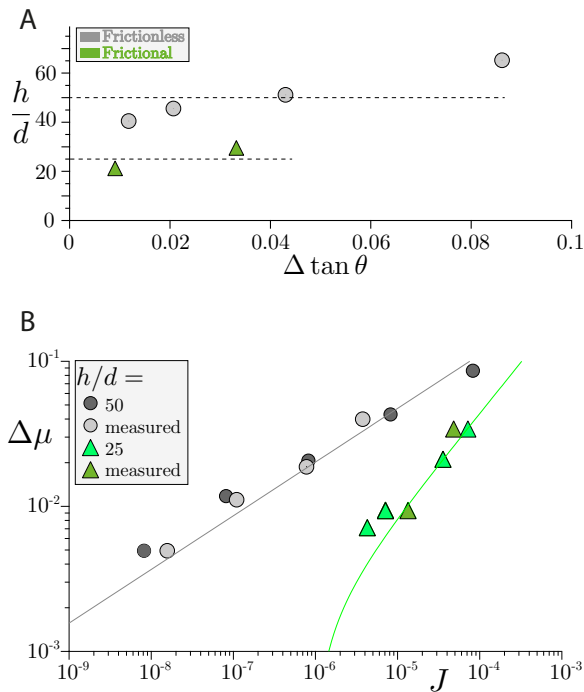 A
Frictionless
Frictional
h
d
60
40
20
0
0
0.02
0.04
0.06
0.08
0.1
Δ tan θ
B
10⁻¹
10⁻²
10⁻³
Δμ
h/d =
50
measured
25
measured
10⁻⁹
10⁻⁸
10⁻⁷
10⁻⁶
10⁻⁵
10⁻⁴
10⁻³
J